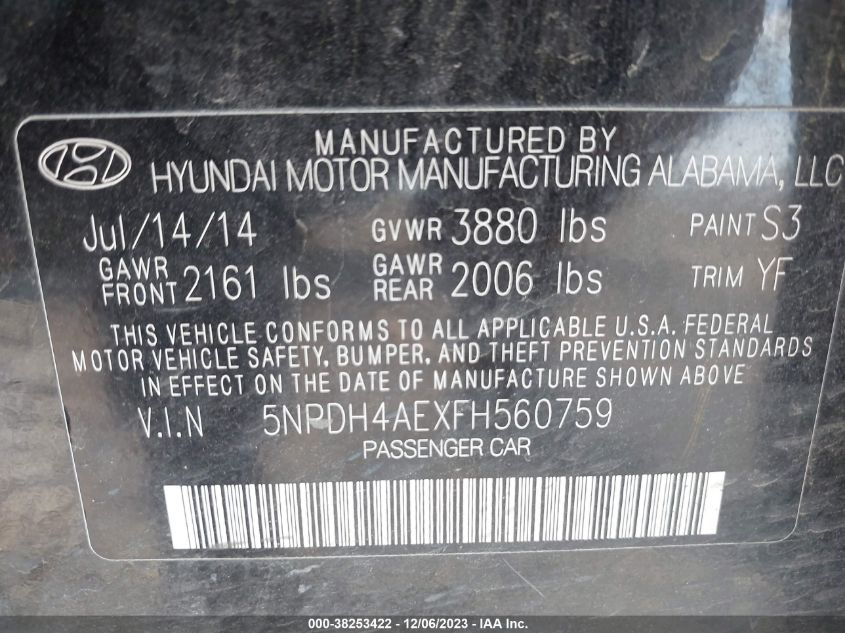 MANUFACTURED BY
HYUNDAI MOTOR MANUFACTURING ALABAMA, LLC
Jul/14/14 GVWR 3880 lbs PAINT S3
GAWR FRONT 2161 lbs GAWR REAR 2006 lbs TRIM YF
THIS VEHICLE CONFORMS TO ALL APPLICABLE U.S.A. FEDERAL
MOTOR VEHICLE SAFETY, BUMPER, AND THEFT PREVENTION STANDARDS
IN EFFECT ON THE DATE OF MANUFACTURE SHOWN ABOVE
V.I.N 5NPDH4AEXFH560759
PASSENGER CAR
000-38253422 - 12/06/2023 - IAA Inc.